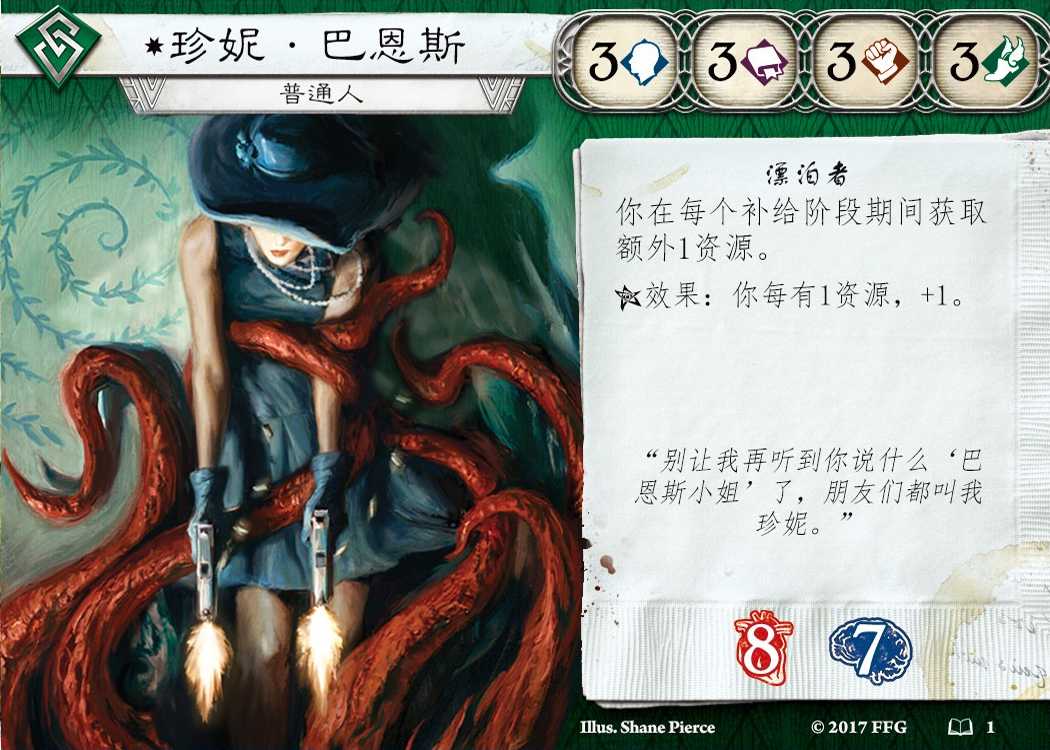 珍妮·巴恩斯
普通人
3 3 3 3
漂泊者
你在每个补给阶段期间获取
额外1资源。
效果：你每有1资源，+1。
“别让我再听到你说什么‘巴
恩斯小姐’了，朋友们都叫我
珍妮。”
8 7
Illus. Shane Pierce © 2017 FFG 1